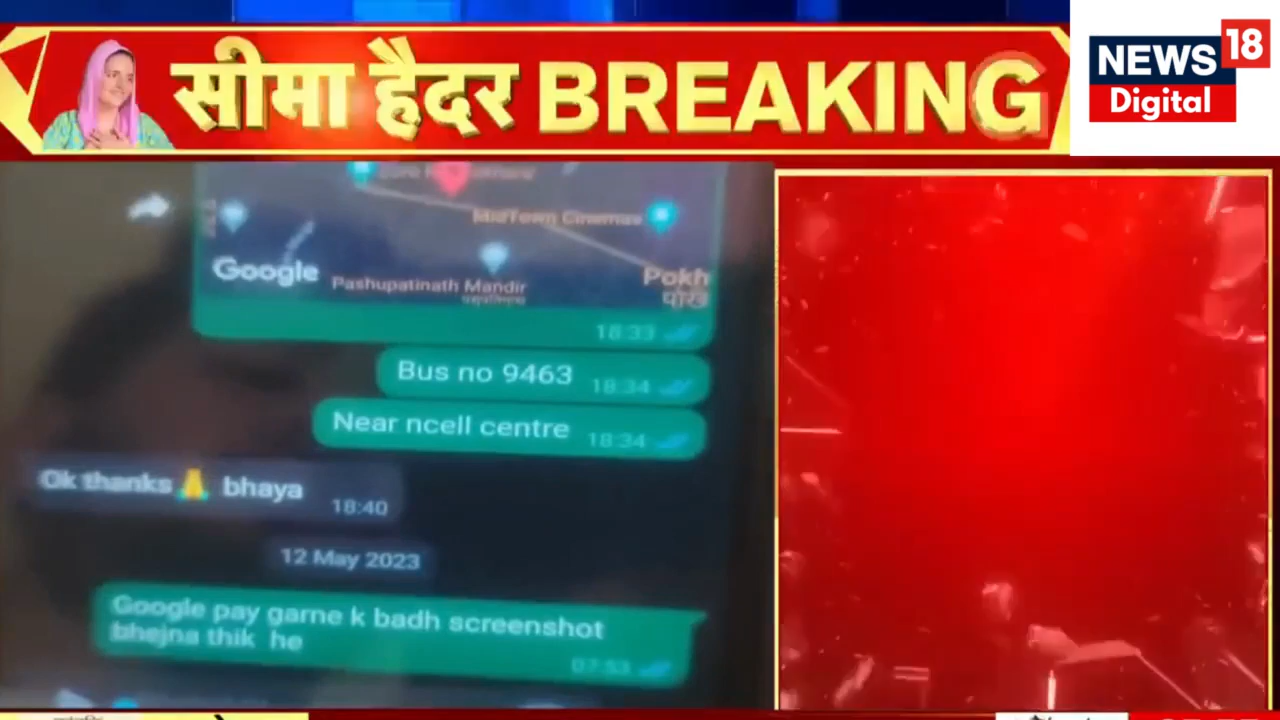 सीमा हैदर BREAKING
NEWS 18
Digital
MidTown Cinemas
Google
Pashupatinath Mandir
Pokh
पोख
18:33
Bus no 9463 18:34
Near ncell centre 18:34
Ok thanks 🙏 bhaya
18:40
12 May 2023
Google pay garne k badh screenshot
bhejna thik he
07:53